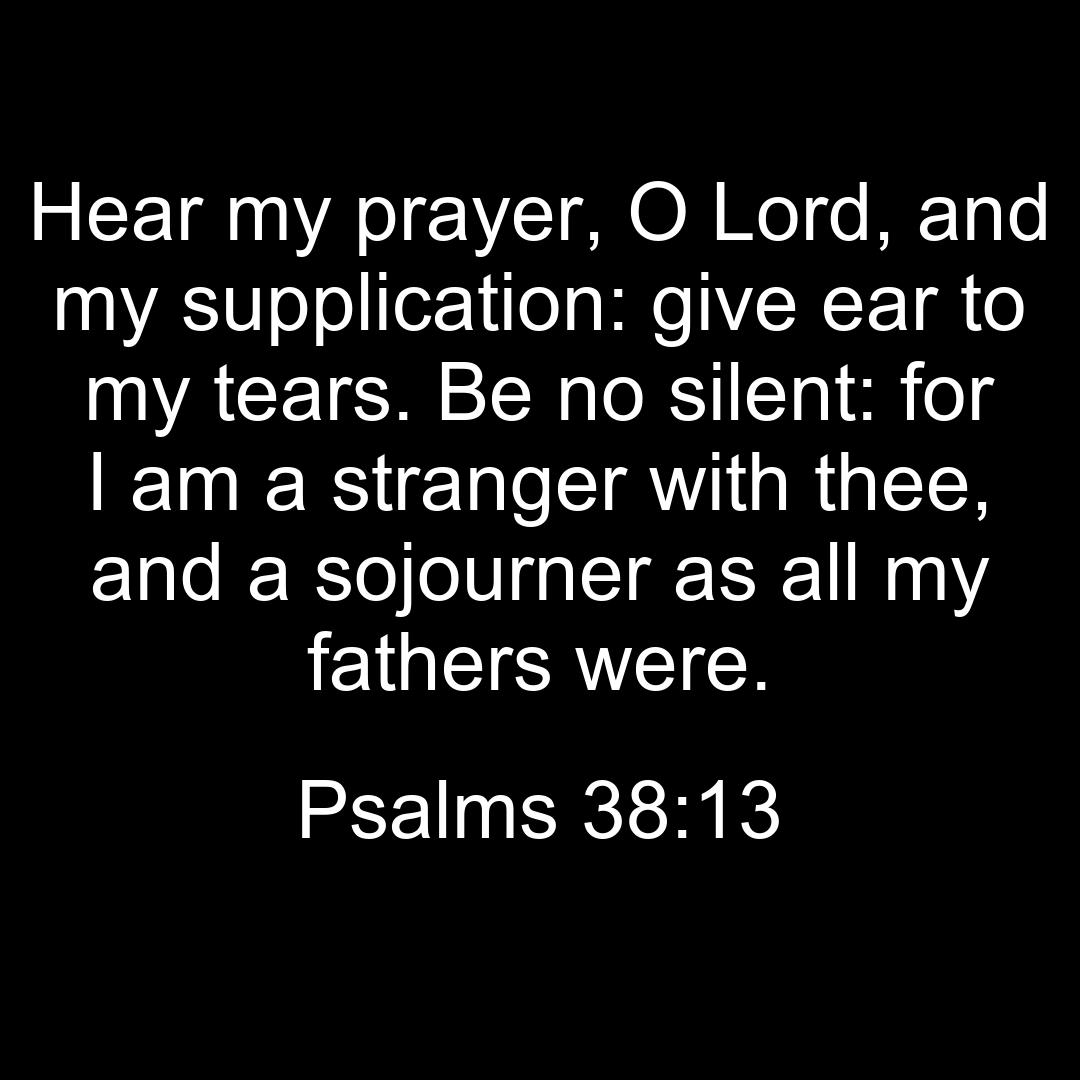 Hear my prayer, O Lord, and
my supplication: give ear to
my tears. Be no silent: for
I am a stranger with thee,
and a sojourner as all my
fathers were.
Psalms 38:13